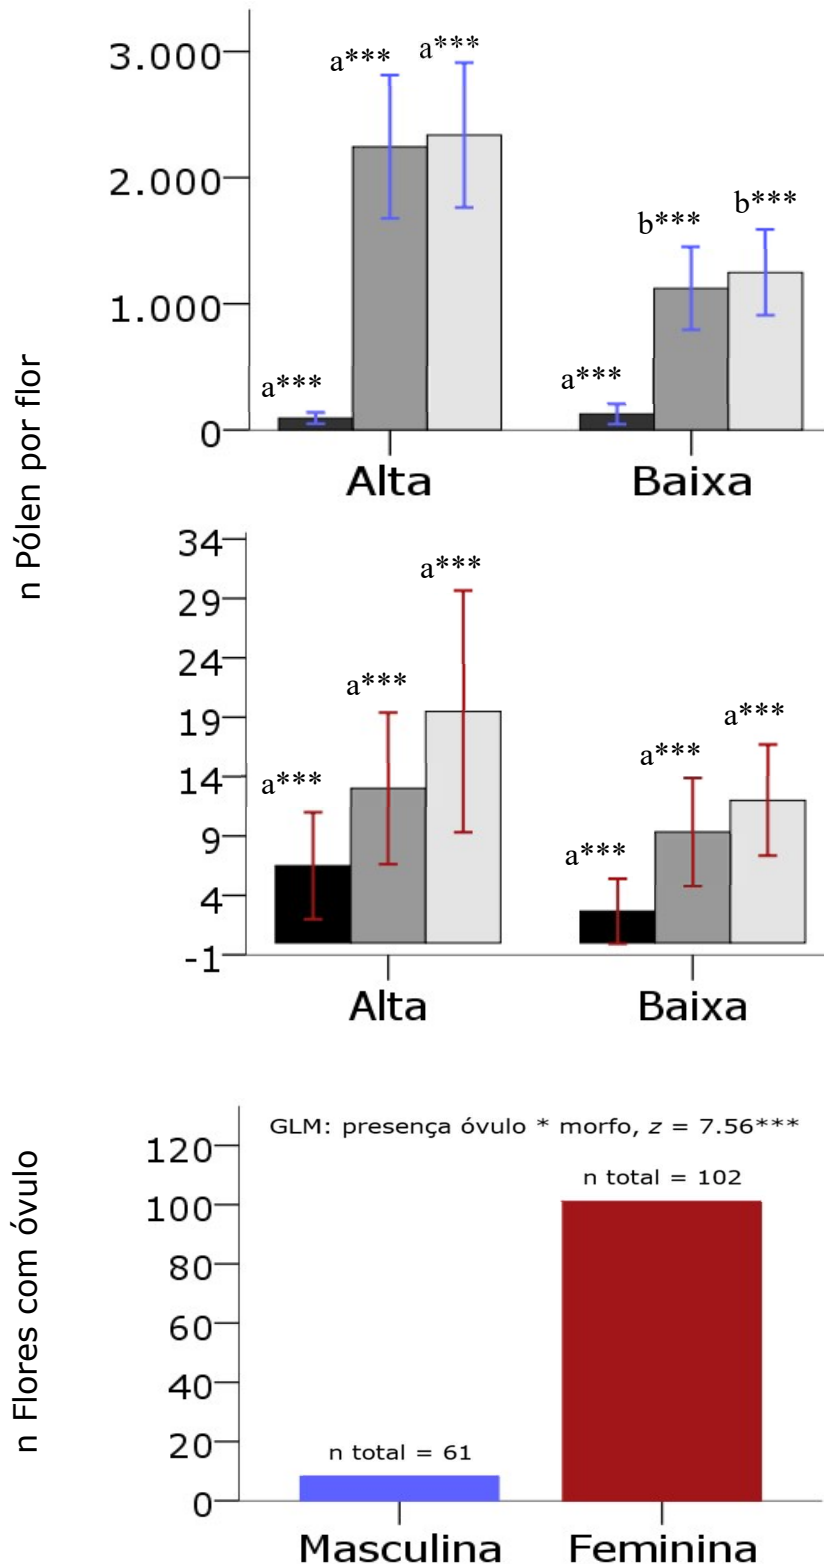 n Pólen por flor
3.000
2.000
1.000
0
a***
a***
a***
a***
b***
b***
Alta
Baixa
34
29
24
19
14
9
4
-1
a***
a***
a***
a***
a***
a***
Alta
Baixa
n Flores com óvulo
GLM: presença óvulo * morfo, z = 7.56***
120
100
80
60
40
20
0
n total = 61
n total = 102
Masculina
Feminina